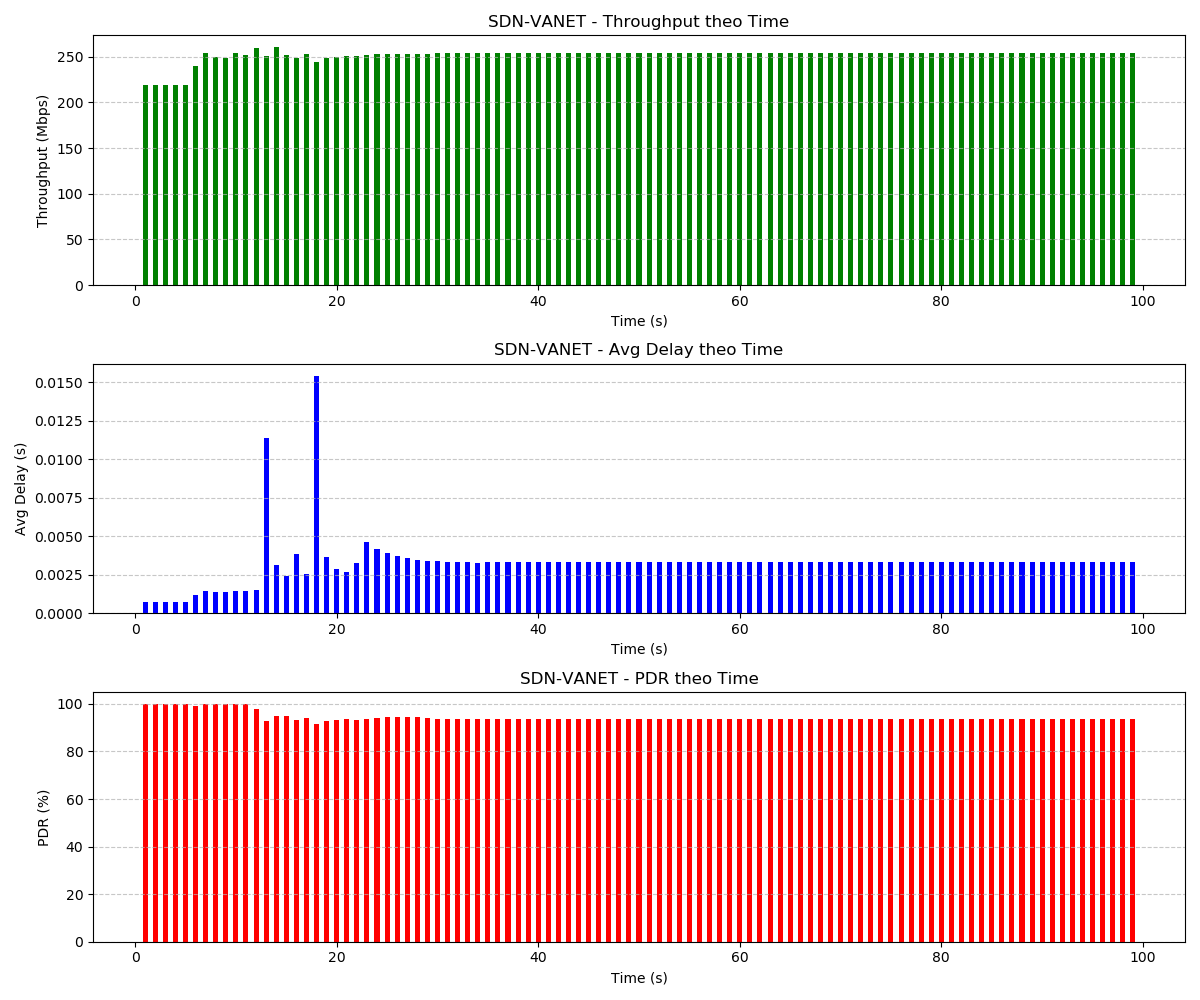 SDN-VANET - Throughput theo Time
Throughput (Mbps)
250
200
150
100
50
0
0 20 40 60 80 100
Time (s)
SDN-VANET - Avg Delay theo Time
Avg Delay (s)
0.0150
0.0125
0.0100
0.0075
0.0050
0.0025
0.0000
0 20 40 60 80 100
Time (s)
SDN-VANET - PDR theo Time
PDR (%)
100
80
60
40
20
0
0 20 40 60 80 100
Time (s)